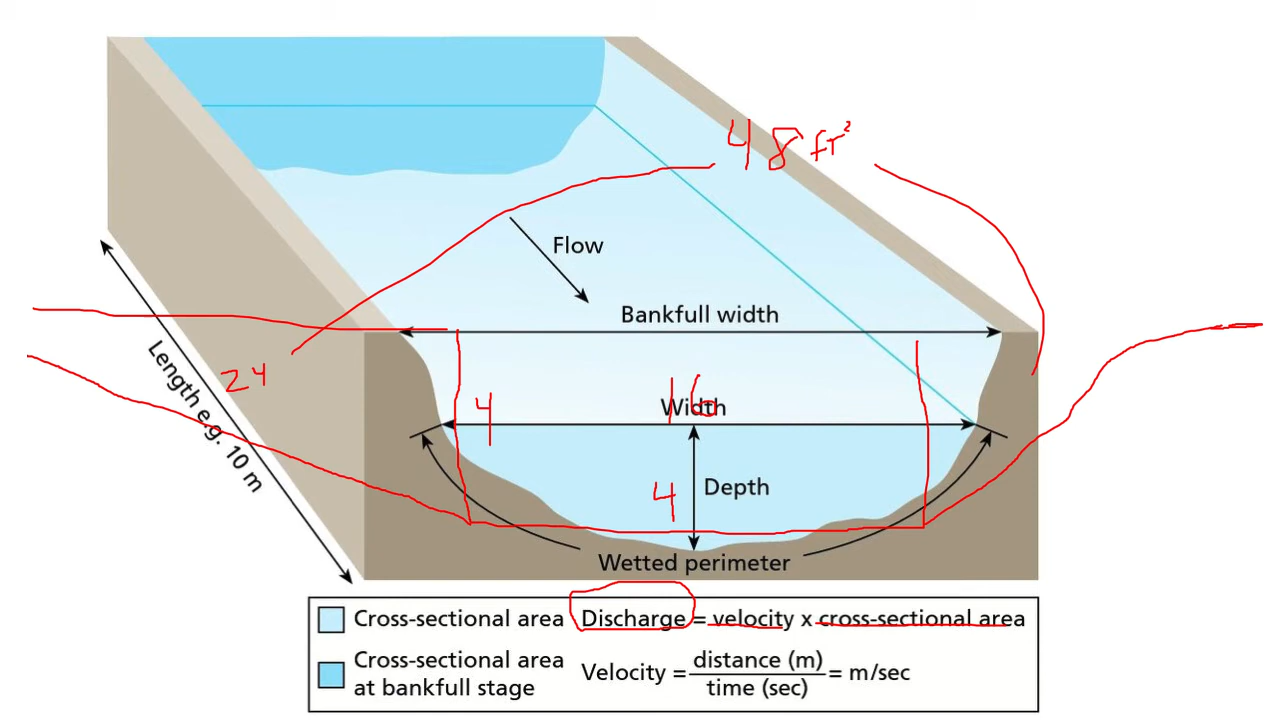 48 ft²
Flow
Bankfull width
24
Length e.g. 10 m
16
Width
4
4
Depth
Wetted perimeter
Cross-sectional area
Discharge = velocity x cross-sectional area
Cross-sectional area
at bankfull stage
Velocity = distance (m) / time (sec) = m/sec